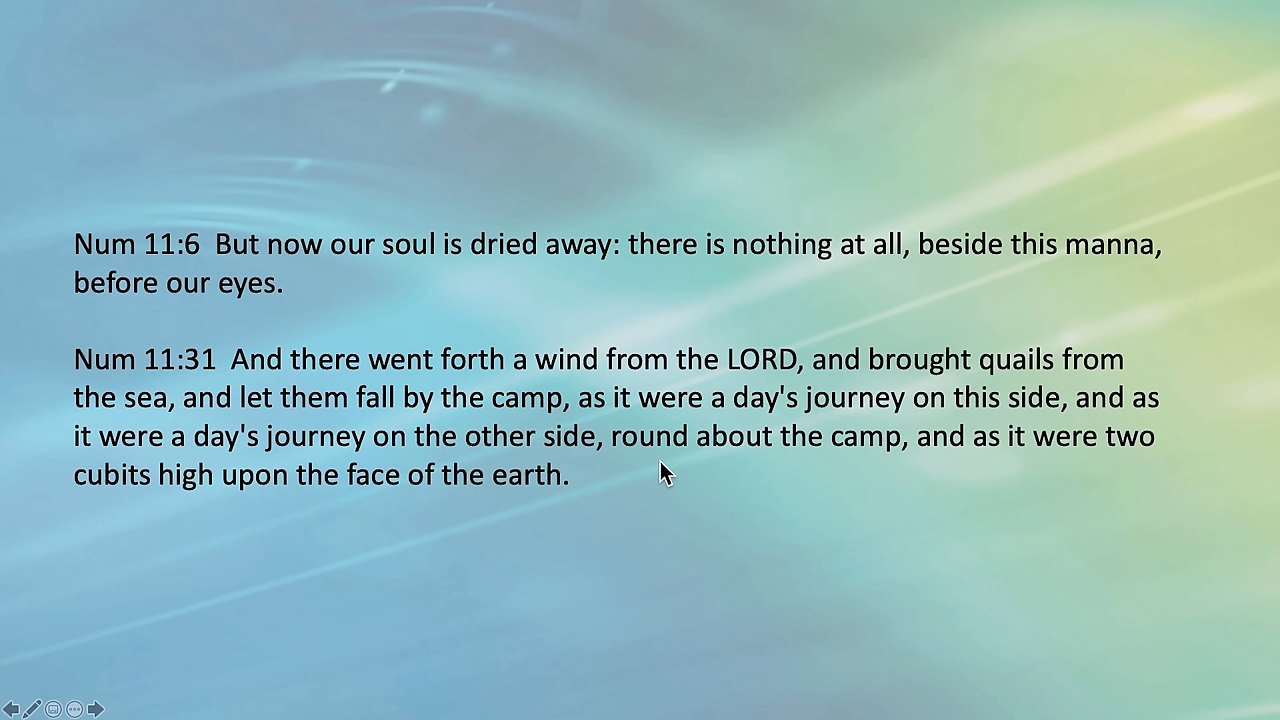 Num 11:6  But now our soul is dried away: there is nothing at all, beside this manna,
before our eyes.
Num 11:31  And there went forth a wind from the LORD, and brought quails from
the sea, and let them fall by the camp, as it were a day's journey on this side, and as
it were a day's journey on the other side, round about the camp, and as it were two
cubits high upon the face of the earth.